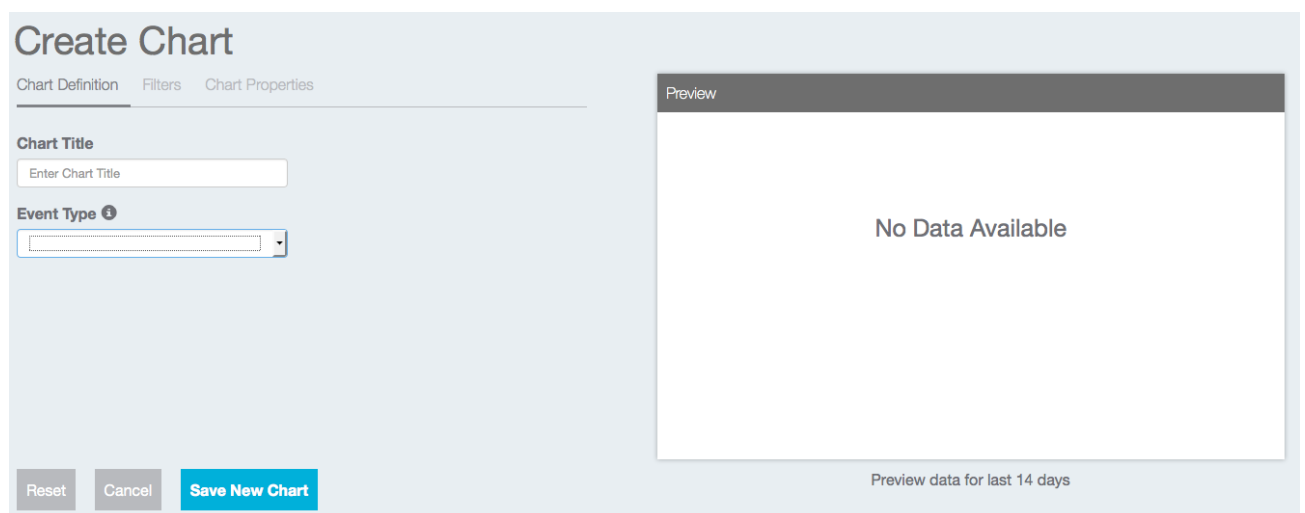 Create Chart
Chart Definition Filters Chart Properties
Chart Title
Enter Chart Title
Event Type
Reset Cancel Save New Chart
Preview
No Data Available
Preview data for last 14 days